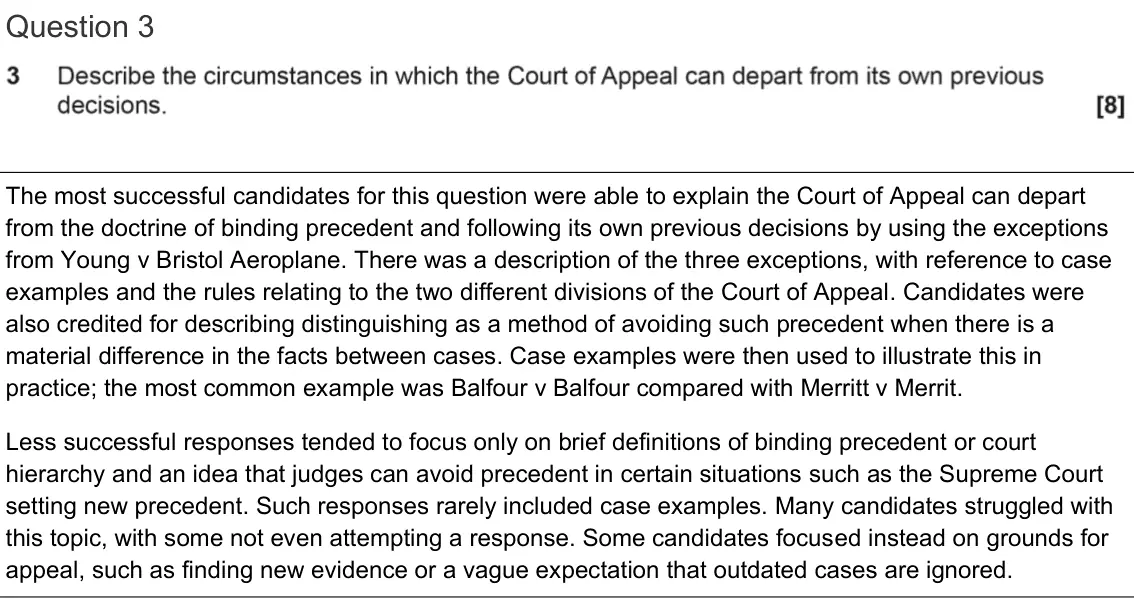 Question 3
3 Describe the circumstances in which the Court of Appeal can depart from its own previous
decisions. [8]
The most successful candidates for this question were able to explain the Court of Appeal can depart
from the doctrine of binding precedent and following its own previous decisions by using the exceptions
from Young v Bristol Aeroplane. There was a description of the three exceptions, with reference to case
examples and the rules relating to the two different divisions of the Court of Appeal. Candidates were
also credited for describing distinguishing as a method of avoiding such precedent when there is a
material difference in the facts between cases. Case examples were then used to illustrate this in
practice; the most common example was Balfour v Balfour compared with Merritt v Merrit.
Less successful responses tended to focus only on brief definitions of binding precedent or court
hierarchy and an idea that judges can avoid precedent in certain situations such as the Supreme Court
setting new precedent. Such responses rarely included case examples. Many candidates struggled with
this topic, with some not even attempting a response. Some candidates focused instead on grounds for
appeal, such as finding new evidence or a vague expectation that outdated cases are ignored.